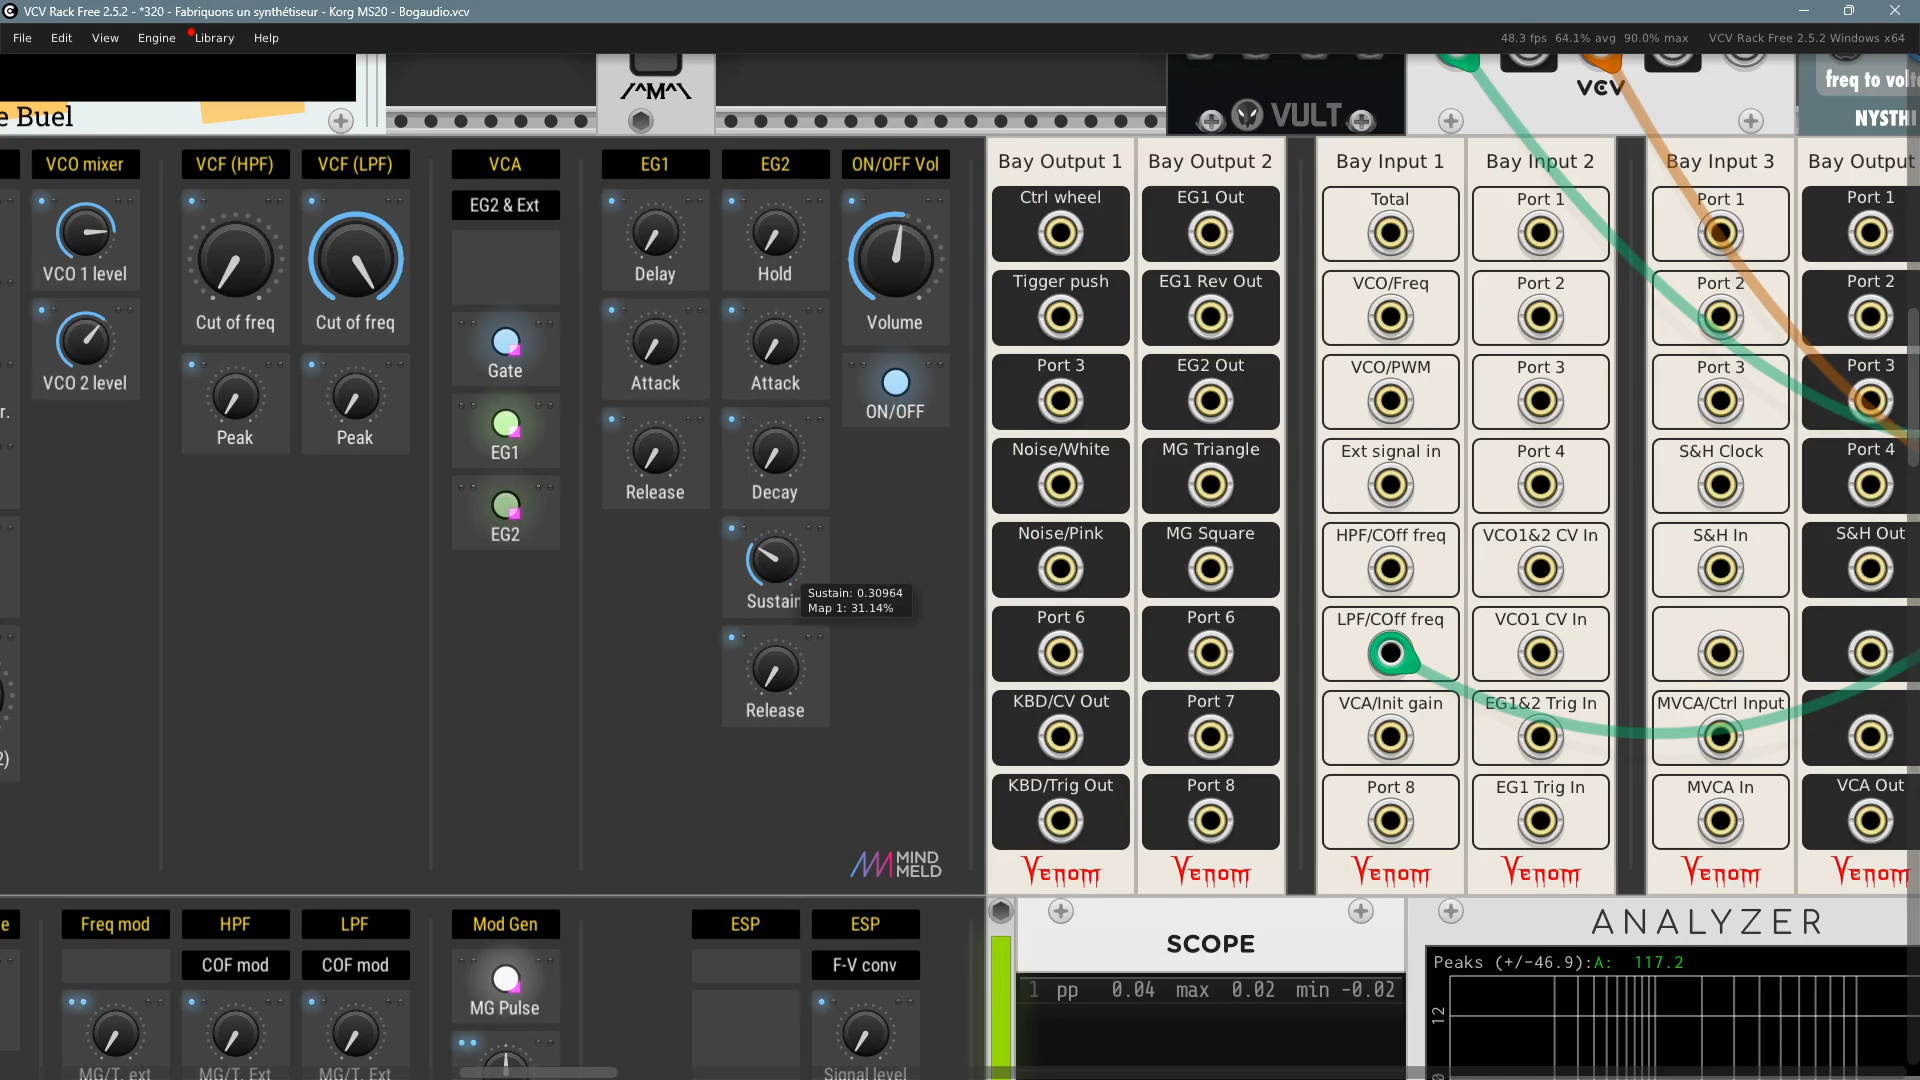 VCV Rack Free 2.5.2 - *320 - Fabriquons un synthétiseur - Korg MS20 - Bogaudio.vcv
File Edit View Engine Library Help
48.3 fps 64.1% avg 90.0% max VCV Rack Free 2.5.2 Windows x64
e Buel
VULT
VCV
freq to volt
NYSTHI
VCO mixer
VCO 1 level
VCO 2 level
VCF (HPF)
Cut of freq
Peak
VCF (LPF)
Cut of freq
Peak
VCA
EG2 & Ext
Gate
EG1
EG2
EG1
Delay
Attack
Release
EG2
Hold
Attack
Decay
Sustain
Release
Sustain: 0.30964
Map 1: 31.14%
ON/OFF Vol
Volume
ON/OFF
MIND
MELD
r.
2)
Bay Output 1
Ctrl wheel
Tigger push
Port 3
Noise/White
Noise/Pink
Port 6
KBD/CV Out
KBD/Trig Out
Venom
Bay Output 2
EG1 Out
EG1 Rev Out
EG2 Out
MG Triangle
MG Square
Port 6
Port 7
Port 8
Venom
Bay Input 1
Total
VCO/Freq
VCO/PWM
Ext signal in
HPF/COff freq
LPF/COff freq
VCA/Init gain
Port 8
Venom
Bay Input 2
Port 1
Port 2
Port 3
Port 4
VCO1&2 CV In
VCO1 CV In
EG1&2 Trig In
EG1 Trig In
Venom
Bay Input 3
Port 1
Port 2
Port 3
S&H Clock
S&H In
MVCA/Ctrl Input
MVCA In
Venom
Bay Output
Port 1
Port 2
Port 3
Port 4
S&H Out
VCA Out
Venom
e
Freq mod
MG/T. ext
HPF
COF mod
MG/T. Ext
LPF
COF mod
MG/T. Ext
Mod Gen
MG Pulse
ESP
ESP
F-V conv
Signal level
SCOPE
1 pp 0.04 max 0.02 min -0.02
ANALYZER
Peaks (+/-46.9):A: 117.2
12